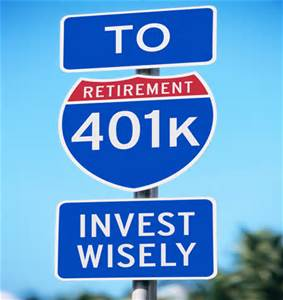 TO
RETIREMENT
401K
INVEST
WISELY